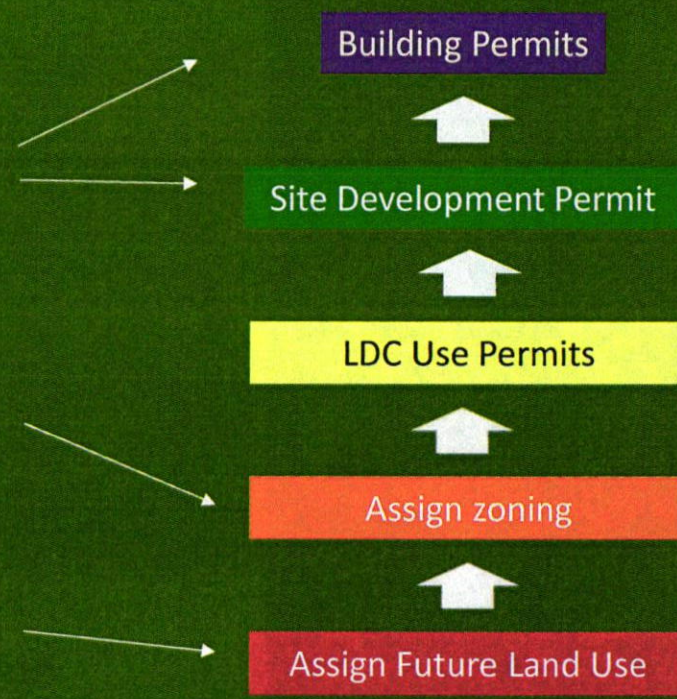 Building Permits
Site Development Permit
LDC Use Permits
Assign zoning
Assign Future Land Use